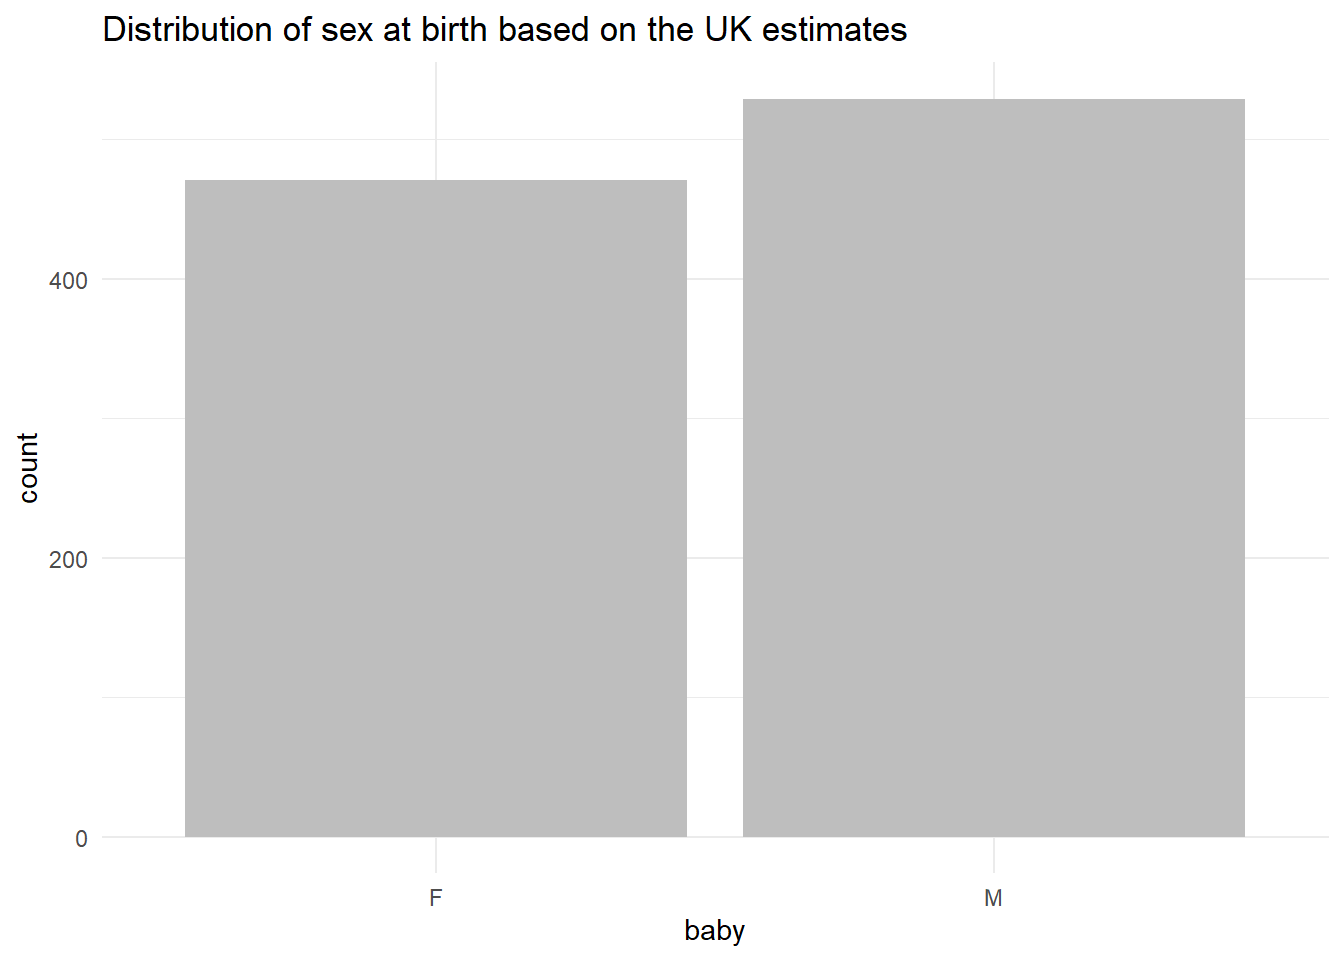 Distribution of sex at birth based on the UK estimates
count
400
200
0
F
M
baby